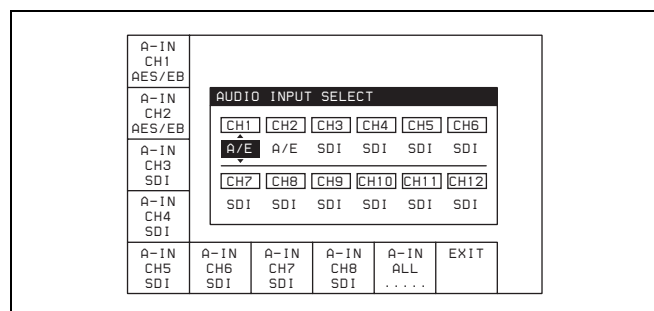 A-IN
CH1
AES/EB
A-IN
CH2
AES/EB
A-IN
CH3
SDI
A-IN
CH4
SDI
AUDIO INPUT SELECT
CH1 CH2 CH3 CH4 CH5 CH6
A/E A/E SDI SDI SDI SDI
CH7 CH8 CH9 CH10 CH11 CH12
SDI SDI SDI SDI SDI SDI
A-IN A-IN A-IN A-IN A-IN EXIT
CH5 CH6 CH7 CH8 ALL
SDI SDI SDI SDI .....